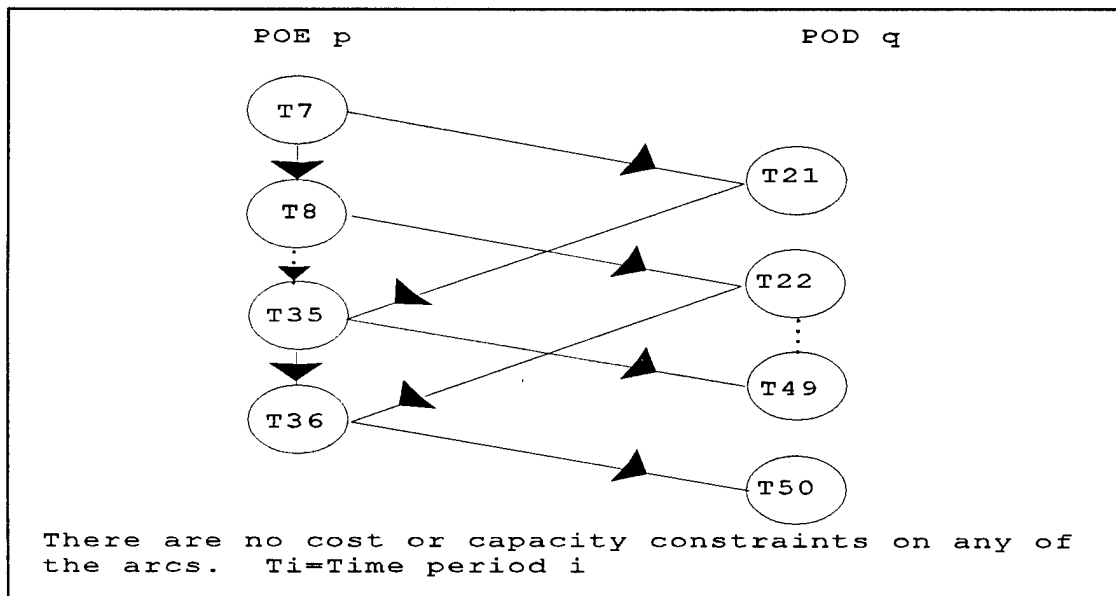 POE p
POD q
T7
T21
T8
T22
T35
T49
T36
T50
There are no cost or capacity constraints on any of
the arcs. Ti=Time period i